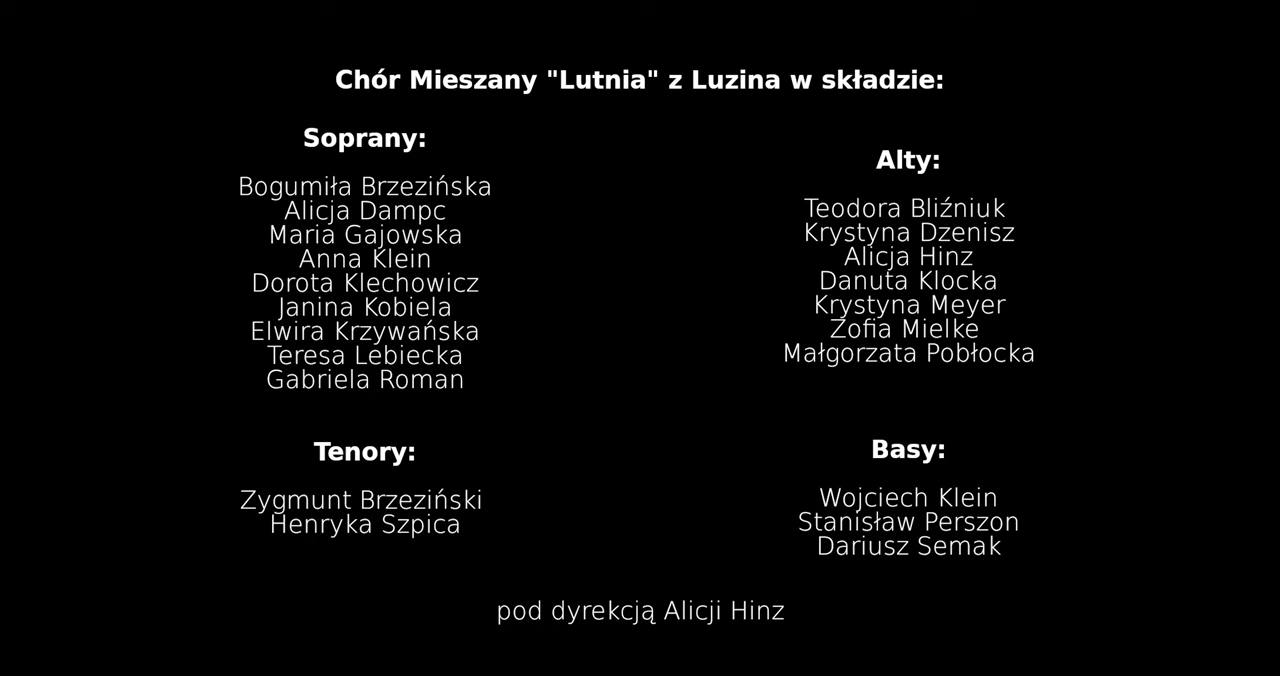 Chór Mieszany "Lutnia" z Luzina w składzie:
Soprany:
Bogumiła Brzezińska
Alicja Dampc
Maria Gajowska
Anna Klein
Dorota Klechowicz
Janina Kobiela
Elwira Krzywańska
Teresa Lebiecka
Gabriela Roman
Alty:
Teodora Bliźniuk
Krystyna Dzenisz
Alicja Hinz
Danuta Klocka
Krystyna Meyer
Zofia Mielke
Małgorzata Pobłocka
Tenory:
Zygmunt Brzeziński
Henryka Szpica
Basy:
Wojciech Klein
Stanisław Perszon
Dariusz Semak
pod dyrekcją Alicji Hinz